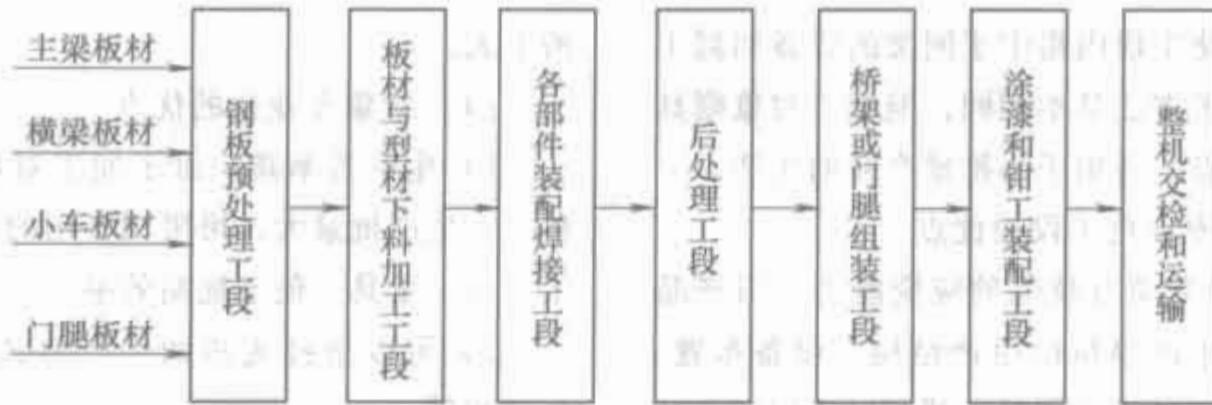 主梁板材
横梁板材
小车板材
门腿板材
钢板预处理工段
板材与型材下料加工工段
各部件装配焊接工段
后处理工段
桥架或门腿组装工段
涂漆和钳工装配工段
整机交检和运输